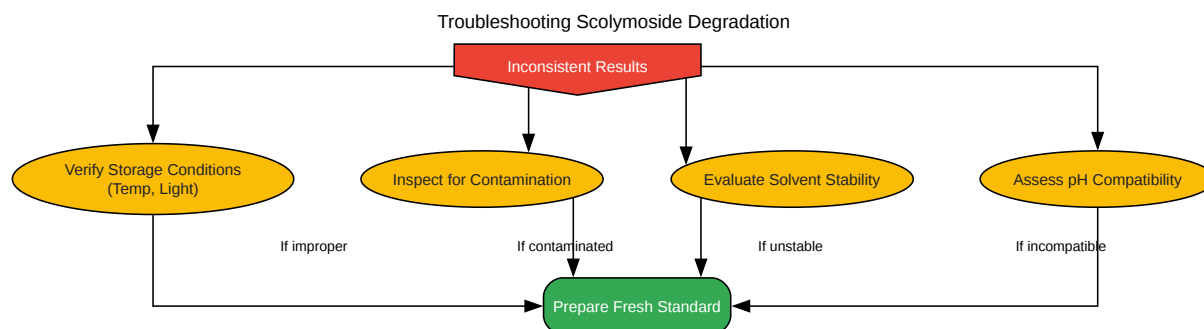 Troubleshooting Scolymoside Degradation
Inconsistent Results
Verify Storage Conditions
(Temp, Light)
Inspect for Contamination
Evaluate Solvent Stability
Assess pH Compatibility
If improper
If contaminated
If unstable
If incompatible
Prepare Fresh Standard